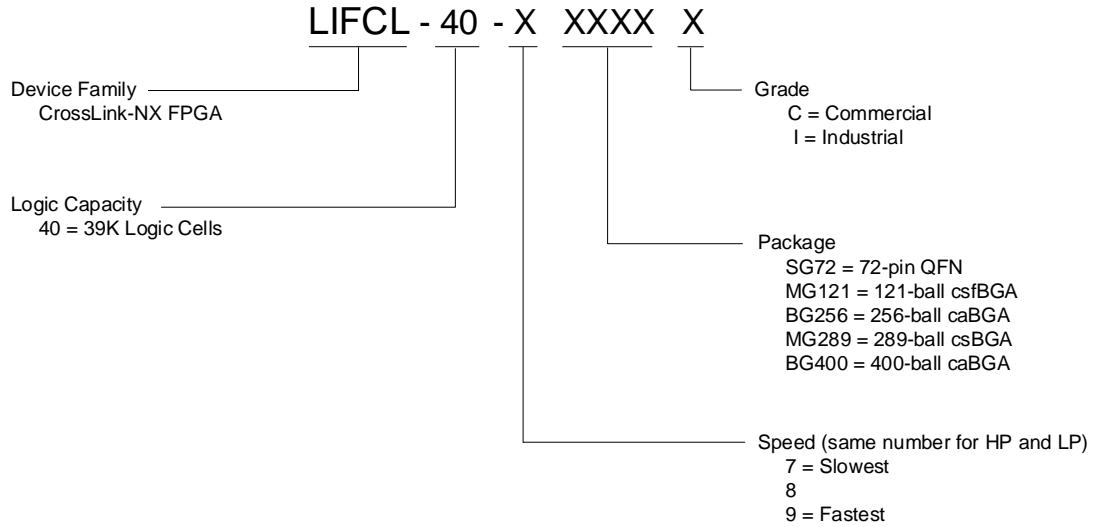 LIFCL - 40 - X XXXX X
Device Family
CrossLink-NX FPGA
Logic Capacity
40 = 39K Logic Cells
Grade
C = Commercial
I = Industrial
Package
SG72 = 72-pin QFN
MG121 = 121-ball csfBGA
BG256 = 256-ball caBGA
MG289 = 289-ball csBGA
BG400 = 400-ball caBGA
Speed (same number for HP and LP)
7 = Slowest
8
9 = Fastest